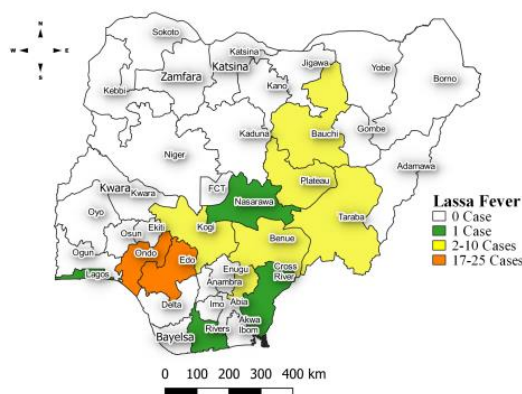 N
W E
S
Sokoto
Katsina
Zamfara
Katsina
Jigawa
Yobe
Borno
Kebbi
Kano
Kaduna
Bauchi
Gombe
Niger
Adamawa
FCT
Plateau
Nasarawa
Kwara
Kwara
Taraba
Oyo
Ekiti
Kogi
Benue
Osun
Ogun
Ondo
Edo
Enugu
Cross
River
Lagos
Anambra
Delta
Imo
Abia
Akwa
Ibom
Rivers
Bayelsa
Lassa Fever
0 Case
1 Case
2-10 Cases
17-25 Cases
0 100 200 300 400 km